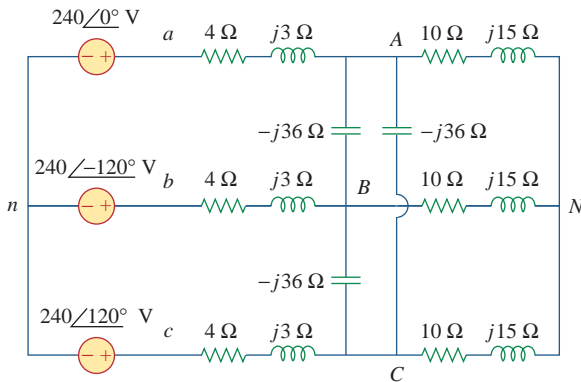 240/0° V
a 4 Ω j3 Ω A 10 Ω j15 Ω
− +
−j36 Ω −j36 Ω
240/−120° V b 4 Ω j3 Ω B 10 Ω j15 Ω
n − + N
−j36 Ω
240/120° V c 4 Ω j3 Ω 10 Ω j15 Ω
− +
C